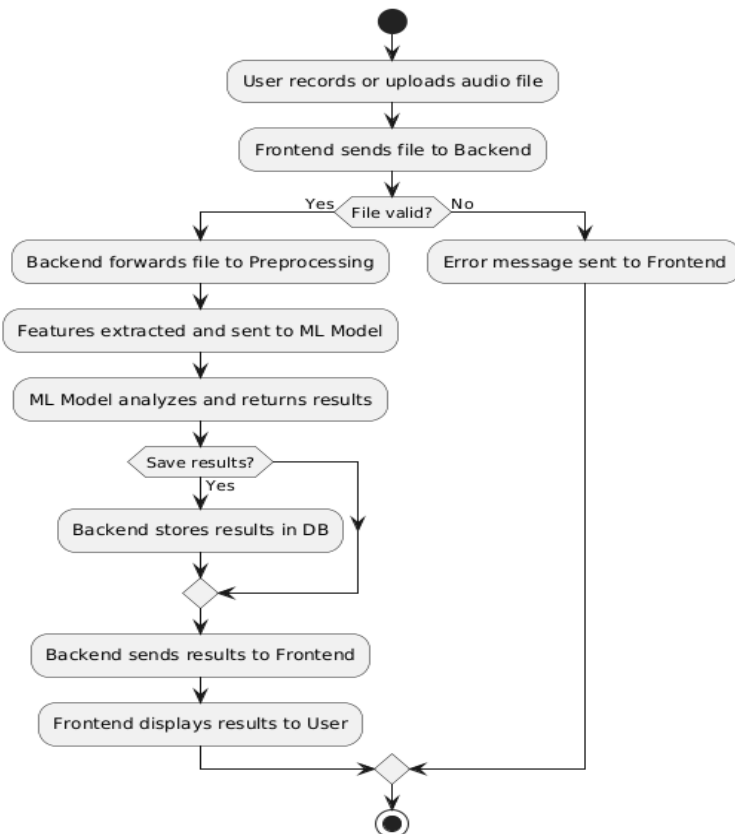 User records or uploads audio file
Frontend sends file to Backend
Yes
File valid?
No
Backend forwards file to Preprocessing
Error message sent to Frontend
Features extracted and sent to ML Model
ML Model analyzes and returns results
Save results?
Yes
Backend stores results in DB
Backend sends results to Frontend
Frontend displays results to User